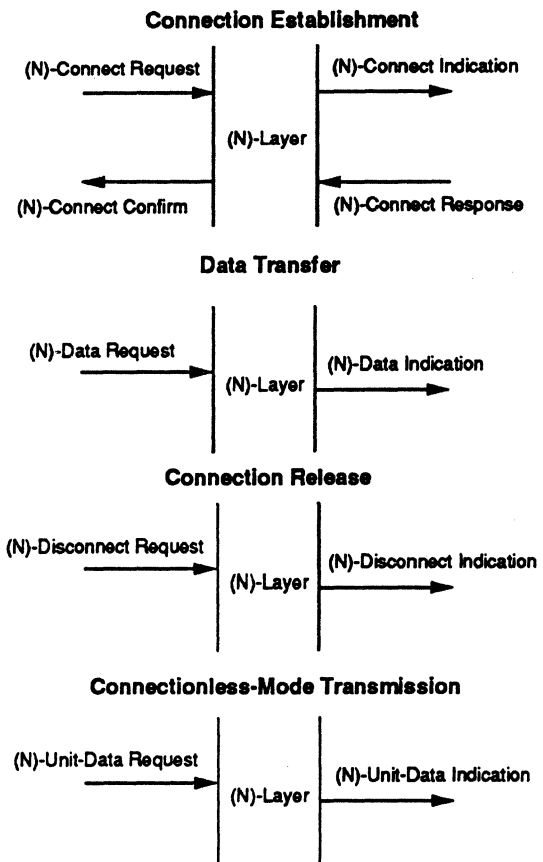 Connection Establishment
(N)-Connect Request
(N)-Connect Indication
(N)-Layer
(N)-Connect Confirm
(N)-Connect Response
Data Transfer
(N)-Data Request
(N)-Data Indication
(N)-Layer
Connection Release
(N)-Disconnect Request
(N)-Disconnect Indication
(N)-Layer
Connectionless-Mode Transmission
(N)-Unit-Data Request
(N)-Unit-Data Indication
(N)-Layer